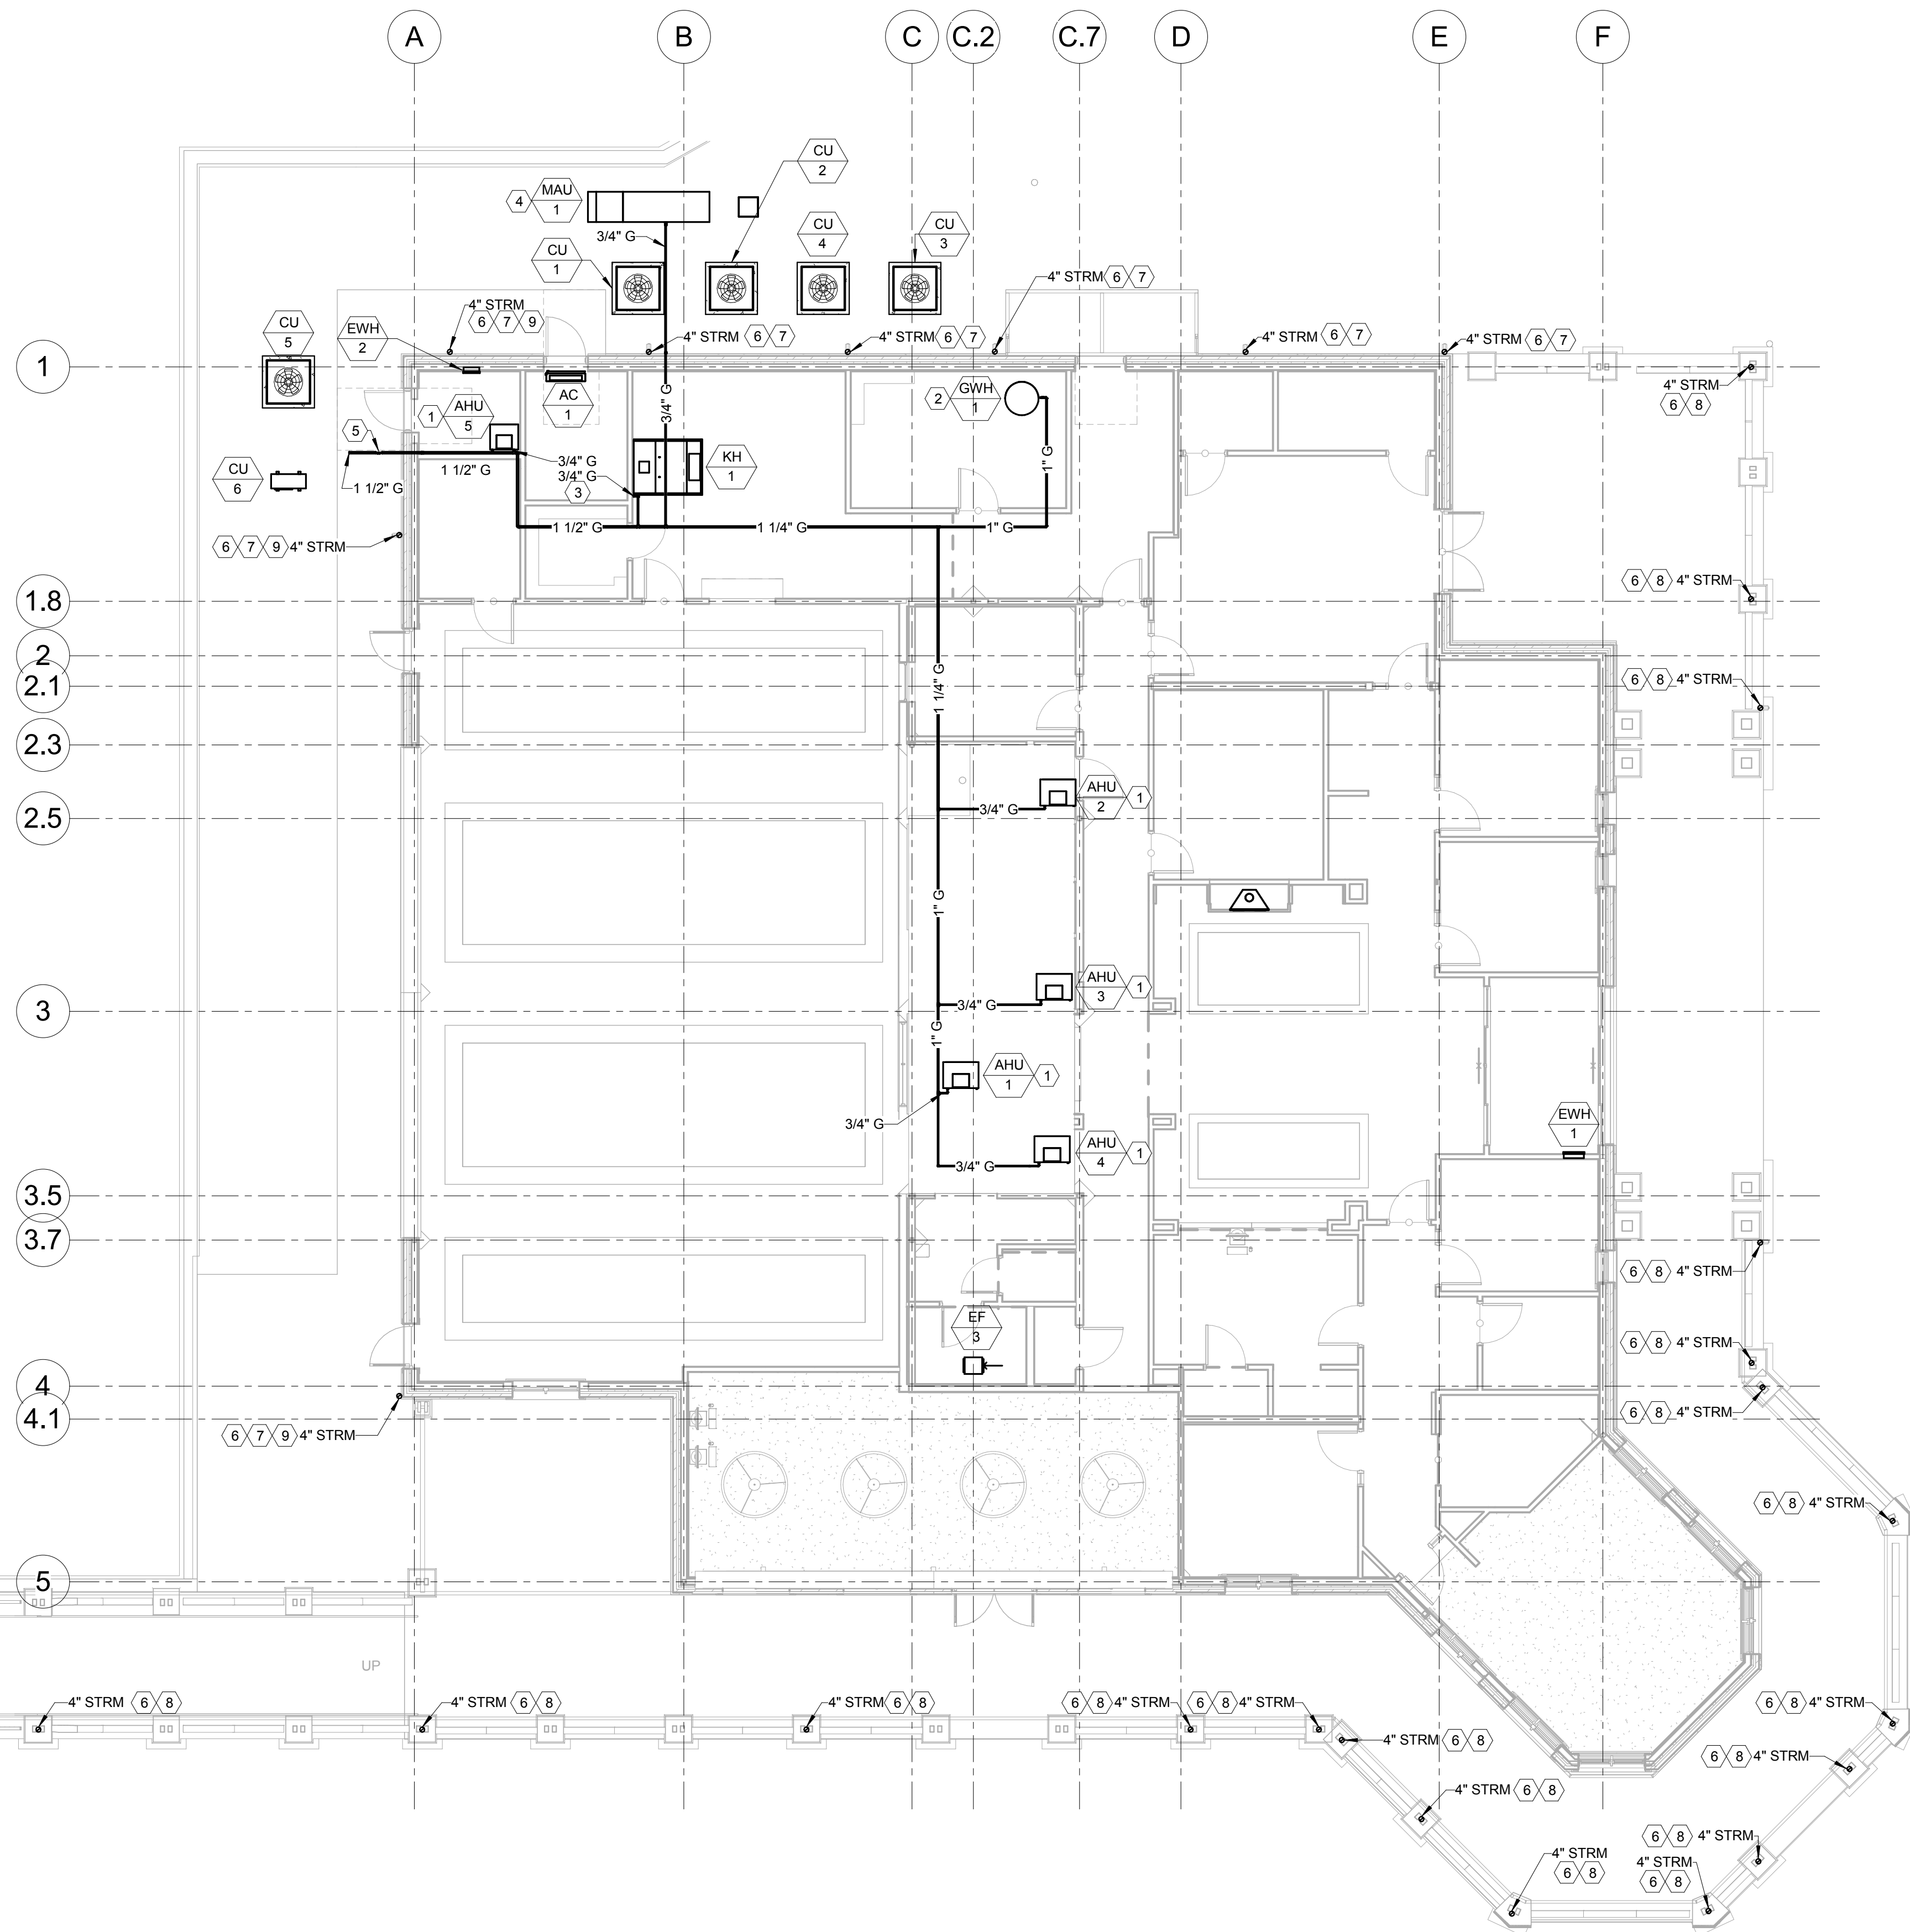 A
B
C
C.2
C.7
D
E
F
CU
2
4
MAU
1
3/4" G
CU
4
CU
3
CU
1
4" STRM 6 7
4" STRM
6 7 9
CU
5
EWH
2
4" STRM 6 7
4" STRM 6 7
4" STRM 6 7
4" STRM 6 7
1
4" STRM
6 8
AC
1
3/4" G
2
GWH
1
1
AHU
5
5
3/4" G
1 1/2" G
3/4" G
3
KH
1
1" G
CU
6
1 1/2" G
1 1/2" G
1 1/4" G
1" G
6 7 9 4" STRM
6 8 4" STRM
1.8
2
2.1
1 1/4" G
6 8 4" STRM
2.3
AHU
2
1
3/4" G
2.5
1" G
AHU
3
1
3/4" G
3
1" G
AHU
1
1
3/4" G
EWH
1
AHU
4
1
3/4" G
3.5
3.7
6 8 4" STRM
EF
3
6 8 4" STRM
4
4.1
6 8 4" STRM
6 7 9 4" STRM
6 8 4" STRM
5
UP
4" STRM 6 8
4" STRM 6 8
4" STRM 6 8
6 8 4" STRM
6 8 4" STRM
6 8 4" STRM
4" STRM 6 8
6 8 4" STRM
4" STRM 6 8
6 8 4" STRM
4" STRM
6 8
4" STRM
6 8